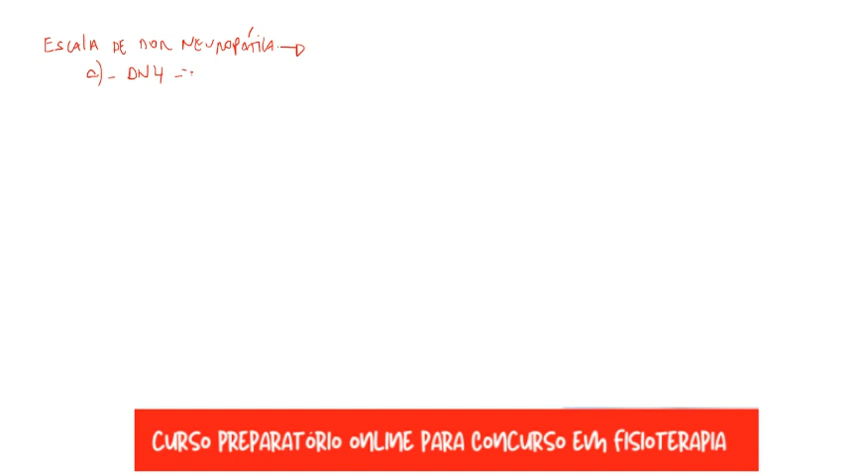 ESCALA DE DOR NEUROPÁTICA
a) - DN4 -
CURSO PREPARATÓRIO ONLINE PARA CONCURSO EM FISIOTERAPIA